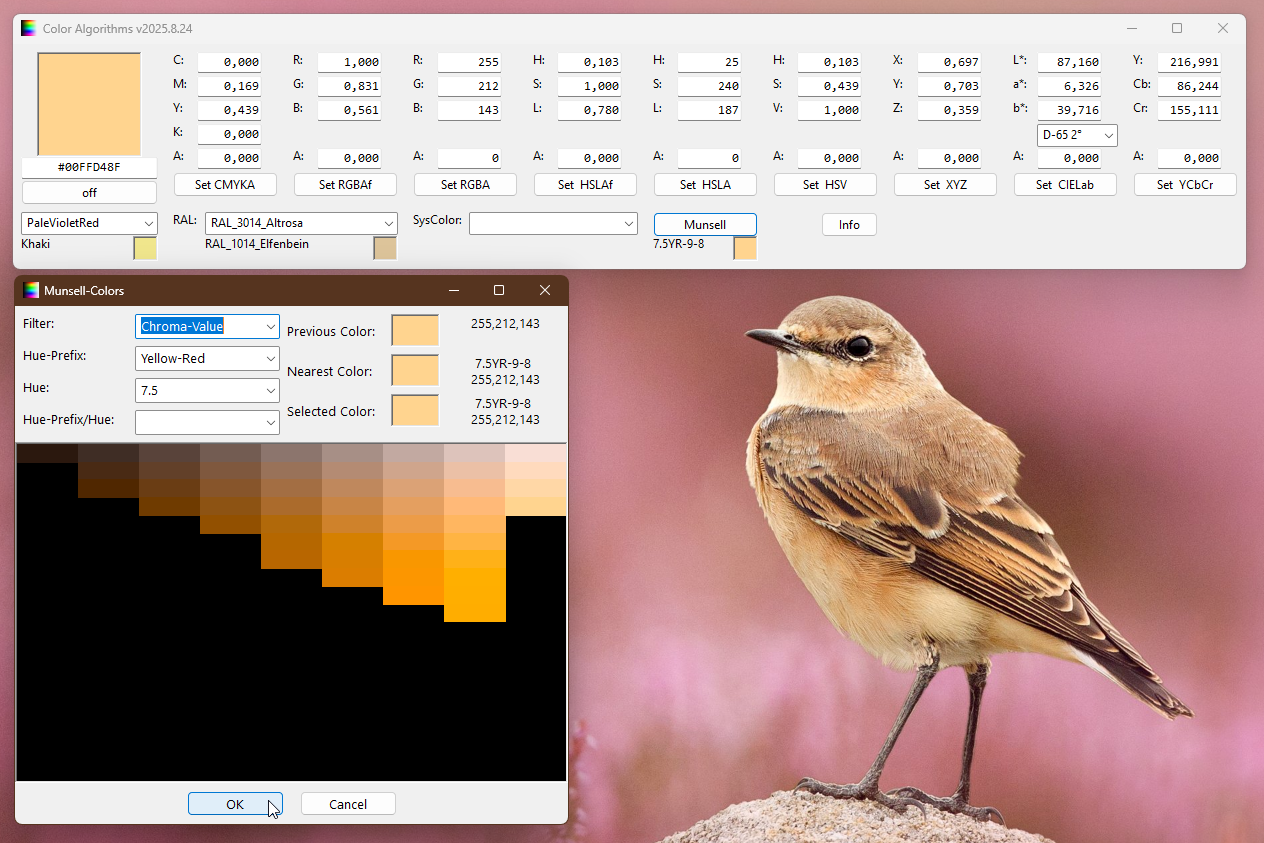 Color Algorithms v2025.8.24
C: 0,000 R: 1,000 R: 255 H: 0,103 H: 25 H: 0,103 X: 0,697 L*: 87,160 Y: 216,991
M: 0,169 G: 0,831 G: 212 S: 1,000 S: 240 S: 0,439 Y: 0,703 a*: 6,326 Cb: 86,244
Y: 0,439 B: 0,561 B: 143 L: 0,780 L: 187 V: 1,000 Z: 0,359 b*: 39,716 Cr: 155,111
K: 0,000 D-65 2°
A: 0,000 A: 0,000 A: 0 A: 0,000 A: 0 A: 0,000 A: 0,000 A: 0,000 A: 0,000
#00FFD48F
off Set CMYKA Set RGBAf Set RGBA Set HSLAf Set HSLA Set HSV Set XYZ Set CIELab Set YCbCr
PaleVioletRed RAL: RAL_3014_Altrosa SysColor: Munsell Info
Khaki RAL_1014_Elfenbein 7.5YR-9-8
Munsell-Colors
Filter: Chroma-Value Previous Color: 255,212,143
Hue-Prefix: Yellow-Red Nearest Color: 7.5YR-9-8
255,212,143
Hue: 7.5 Selected Color: 7.5YR-9-8
255,212,143
Hue-Prefix/Hue:
OK Cancel